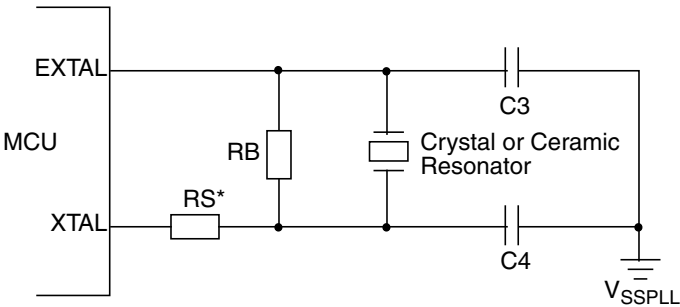 EXTAL
C3
MCU
RB
Crystal or Ceramic
Resonator
RS*
XTAL
C4
VSSPLL